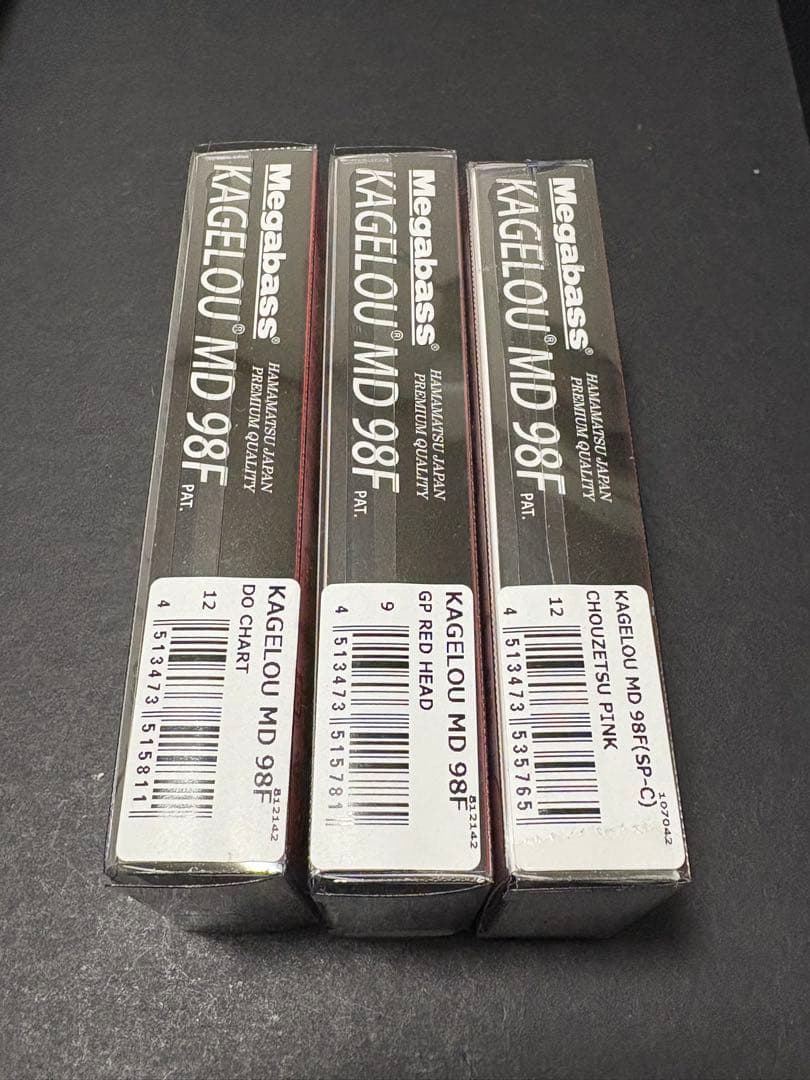 Megabass®
HAMAMATSU JAPAN
PREMIUM QUALITY
KAGELOU® MD 98F PAT.
KAGELOU MD 98F
812142
DO CHART
12
4 513473 515811
Megabass®
HAMAMATSU JAPAN
PREMIUM QUALITY
KAGELOU® MD 98F PAT.
KAGELOU MD 98F
812142
GP RED HEAD
9
4 513473 515781
Megabass®
HAMAMATSU JAPAN
PREMIUM QUALITY
KAGELOU® MD 98F PAT.
KAGELOU MD 98F(SP-C)
107042
CHOUZETSU PINK
12
4 513473 535765